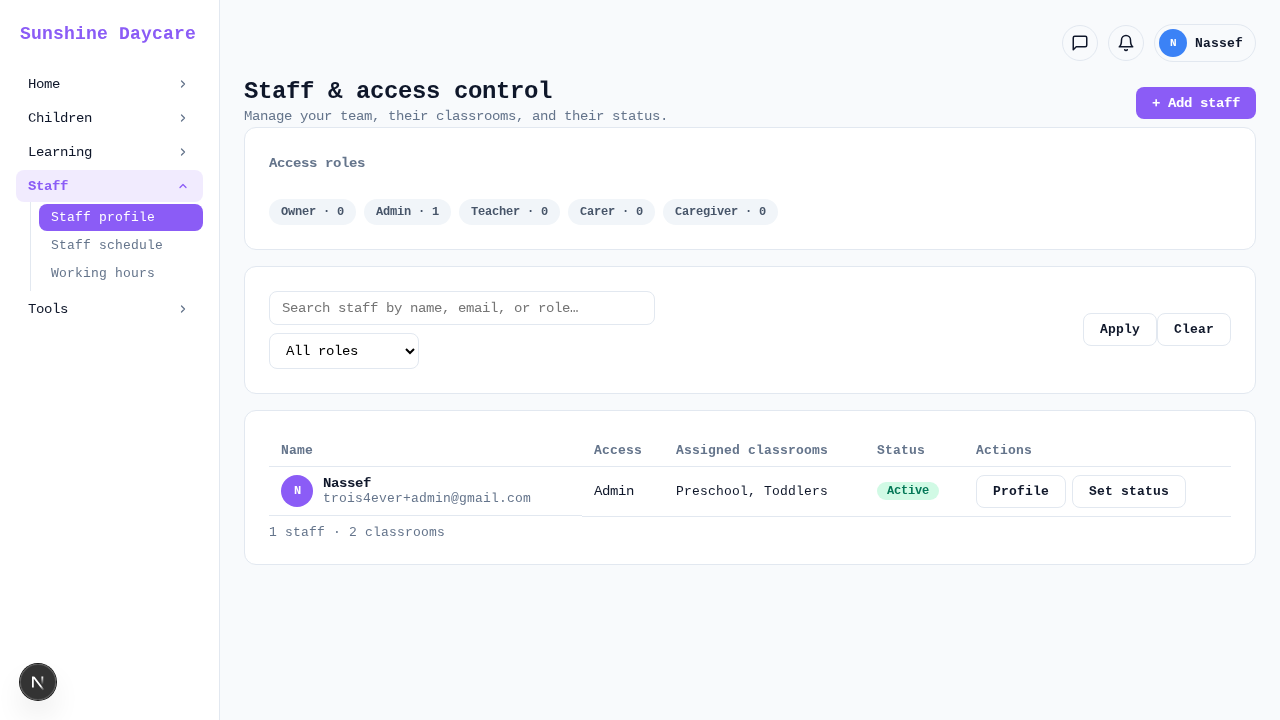 Sunshine Daycare
Home
Children
Learning
Staff
Staff profile
Staff schedule
Working hours
Tools
N
N Nassef
Staff & access control
Manage your team, their classrooms, and their status.
+ Add staff
Access roles
Owner · 0 Admin · 1 Teacher · 0 Carer · 0 Caregiver · 0
Search staff by name, email, or role…
All roles
Apply Clear
Name Access Assigned classrooms Status Actions
N Nassef
trois4ever+admin@gmail.com
Admin Preschool, Toddlers Active Profile Set status
1 staff · 2 classrooms